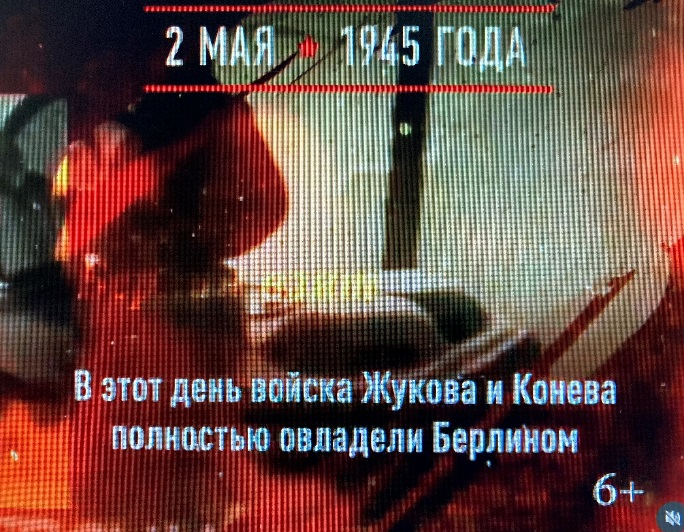 2 МАЯ 1945 ГОДА
В этот день войска Жукова и Конева
полностью овладели Берлином
6+